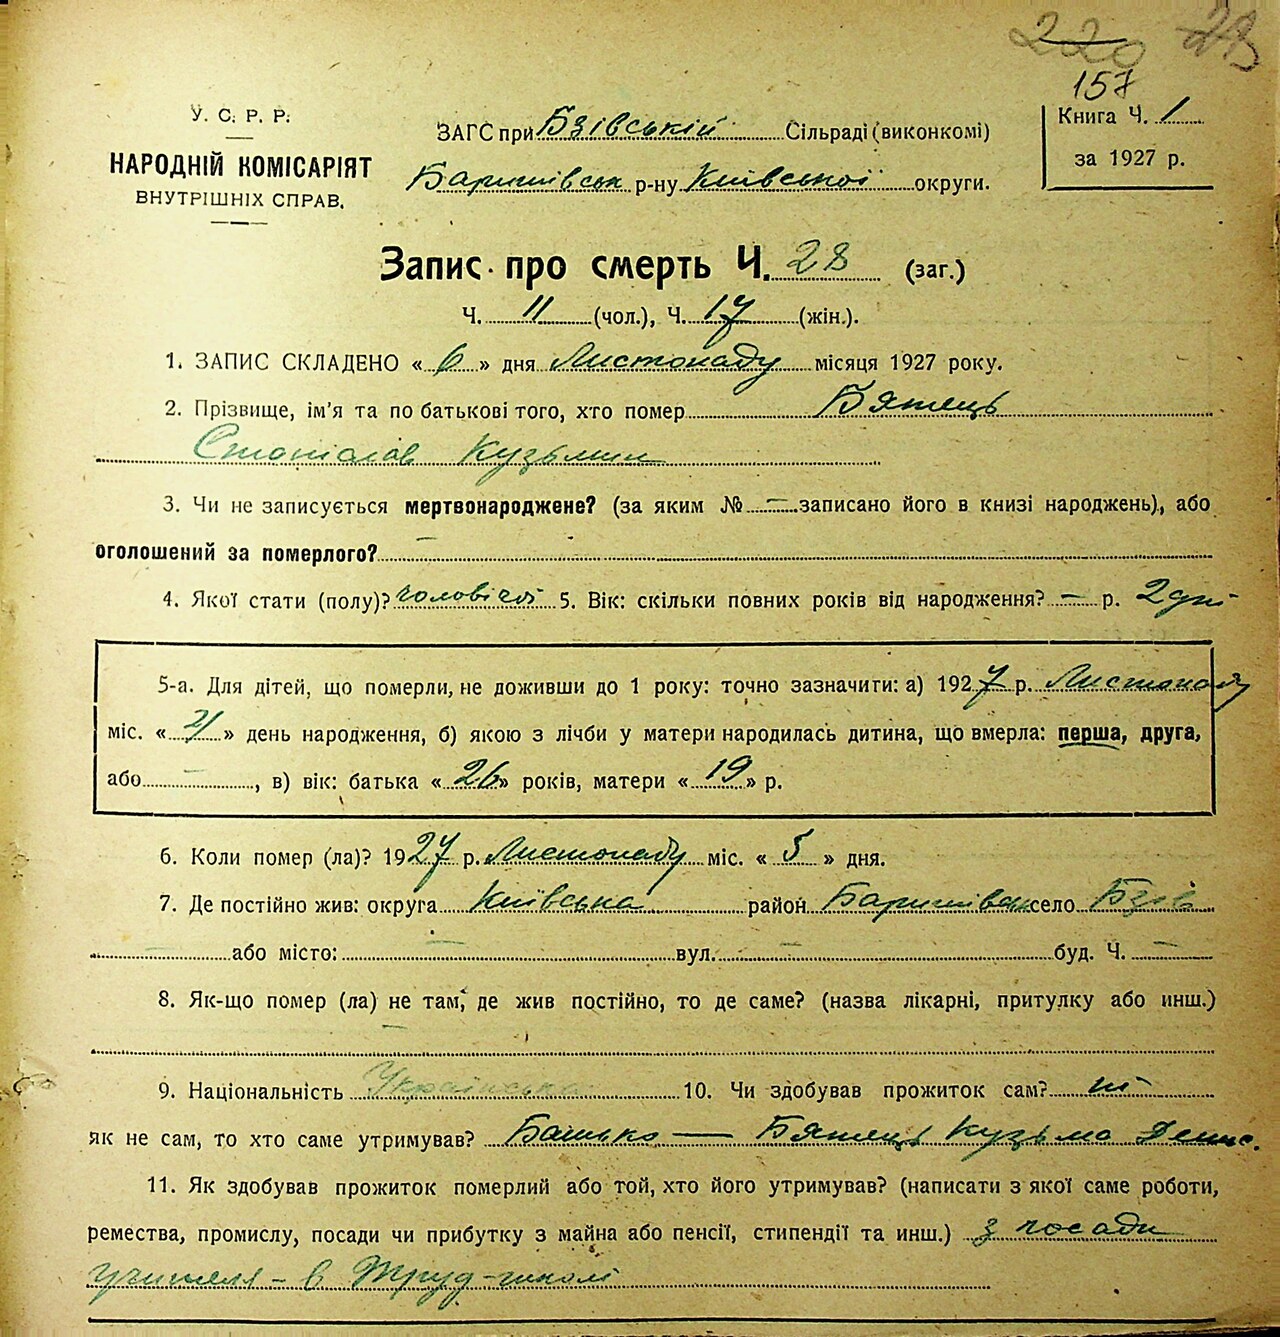 220 28
157
У. С. Р. Р.
НАРОДНІЙ КОМІСАРІЯТ
ВНУТРІШНІХ СПРАВ.
ЗАГС при Бзівській Сільраді (виконкомі)
Баришівськ р-ну Київської округи.
Книга Ч. 1
за 1927 р.
Запис про смерть Ч. 28 (заг.)
Ч. 11 (чол.), Ч. 17 (жін.).
1. ЗАПИС СКЛАДЕНО « 6 » дня Листопаду місяця 1927 року.
2. Прізвище, ім'я та по батькові того, хто помер Бятець
Станіслав Кузьмин
3. Чи не записується мертвонароджене? (за яким № — записано його в книзі народжень), або
оголошений за померлого? —
4. Якої стати (полу)? чоловічої 5. Вік: скільки повних років від народження? — р. 2 дні
5-а. Для дітей, що померли, не доживши до 1 року: точно зазначити: а) 1927 р. Листопаду
міс. « » день народження, б) якою з лічби у матери народилась дитина, що вмерла: перша, друга,
або — , в) вік: батька « 26 » років, матери « 19 » р.
6. Коли помер (ла)? 1927 р. Листопаду міс. « 5 » дня.
7. Де постійно жив: округа Київська район Баришівськ село Бзів
— або місто: — вул. — буд. Ч. —
8. Як-що помер (ла) не там, де жив постійно, то де саме? (назва лікарні, притулку або инш.)
—
9. Національність Українська 10. Чи здобував прожиток сам? ні
як не сам, то хто саме утримував? Батько — Бятець Кузьма Денис.
11. Як здобував прожиток померлий або той, хто його утримував? (написати з якої саме роботи,
ремества, промислу, посади чи прибутку з майна або пенсії, стипендії та инш.) з посади
учителя – в Труд-школі